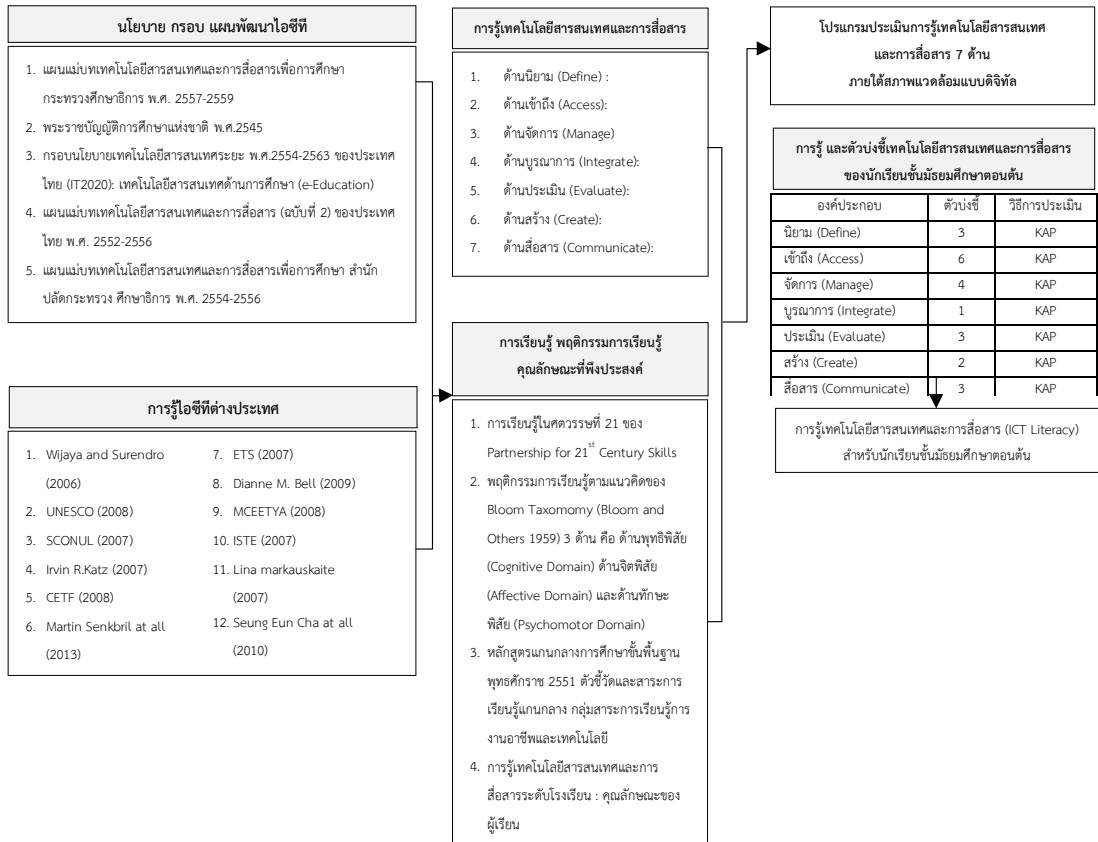 นโยบาย กรอบ แผนพัฒนาไอซีที
1. แผนแม่บทเทคโนโลยีสารสนเทศและการสื่อสารเพื่อการศึกษา
กระทรวงศึกษาธิการ พ.ศ. 2557-2559
2. พระราชบัญญัติการศึกษาแห่งชาติ พ.ศ.2545
3. กรอบนโยบายเทคโนโลยีสารสนเทศระยะ พ.ศ.2554-2563 ของประเทศ
ไทย (IT2020): เทคโนโลยีสารสนเทศด้านการศึกษา (e-Education)
4. แผนแม่บทเทคโนโลยีสารสนเทศและการสื่อสาร (ฉบับที่ 2) ของประเทศ
ไทย พ.ศ. 2552-2556
5. แผนแม่บทเทคโนโลยีสารสนเทศและการสื่อสารเพื่อการศึกษา สำนัก
ปลัดกระทรวง ศึกษาธิการ พ.ศ. 2554-2556
การรู้ไอซีทีต่างประเทศ
1. Wijaya and Surendro
(2006)
2. UNESCO (2008)
3. SCONUL (2007)
4. Irvin R.Katz (2007)
5. CETF (2008)
6. Martin Senkbril at all
(2013)
7. ETS (2007)
8. Dianne M. Bell (2009)
9. MCEETYA (2008)
10. ISTE (2007)
11. Lina markauskaite
(2007)
12. Seung Eun Cha at all
(2010)
การรู้เทคโนโลยีสารสนเทศและการสื่อสาร
1. ด้านนิยาม (Define) :
2. ด้านเข้าถึง (Access):
3. ด้านจัดการ (Manage)
4. ด้านบูรณาการ (Integrate):
5. ด้านประเมิน (Evaluate):
6. ด้านสร้าง (Create):
7. ด้านสื่อสาร (Communicate):
การเรียนรู้ พฤติกรรมการเรียนรู้
คุณลักษณะที่พึงประสงค์
1. การเรียนรู้ในศตวรรษที่ 21 ของ
Partnership for 21st Century Skills
2. พฤติกรรมการเรียนรู้ตามแนวคิดของ
Bloom Taxomomy (Bloom and
Others 1959) 3 ด้าน คือ ด้านพุทธิพิสัย
(Cognitive Domain) ด้านจิตพิสัย
(Affective Domain) และด้านทักษะ
พิสัย (Psychomotor Domain)
3. หลักสูตรแกนกลางการศึกษาขั้นพื้นฐาน
พุทธศักราช 2551 ตัวชี้วัดและสาระการ
เรียนรู้แกนกลาง กลุ่มสาระการเรียนรู้การ
งานอาชีพและเทคโนโลยี
4. การรู้เทคโนโลยีสารสนเทศและการ
สื่อสารระดับโรงเรียน : คุณลักษณะของ
ผู้เรียน
โปรแกรมประเมินการรู้เทคโนโลยีสารสนเทศ
และการสื่อสาร 7 ด้าน
ภายใต้สภาพแวดล้อมแบบดิจิทัล
การรู้ และตัวบ่งชี้เทคโนโลยีสารสนเทศและการสื่อสาร
ของนักเรียนชั้นมัธยมศึกษาตอนต้น
องค์ประกอบ ตัวบ่งชี้ วิธีการประเมิน
นิยาม (Define) 3 KAP
เข้าถึง (Access) 6 KAP
จัดการ (Manage) 4 KAP
บูรณาการ (Integrate) 1 KAP
ประเมิน (Evaluate) 3 KAP
สร้าง (Create) 2 KAP
สื่อสาร (Communicate) 3 KAP
การรู้เทคโนโลยีสารสนเทศและการสื่อสาร (ICT Literacy)
สำหรับนักเรียนชั้นมัธยมศึกษาตอนต้น